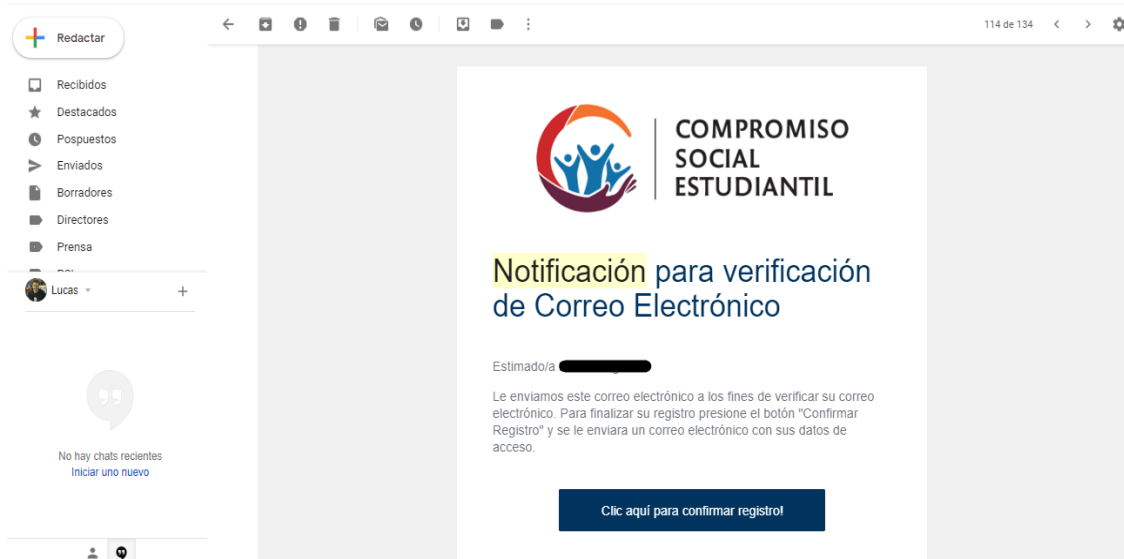 Redactar
114 de 134
Recibidos
Destacados
Pospuestos
Enviados
Borradores
Directores
Prensa
Lucas
No hay chats recientes
Iniciar uno nuevo
COMPROMISO
SOCIAL
ESTUDIANTIL
Notificación para verificación
de Correo Electrónico
Estimado/a
Le enviamos este correo electrónico a los fines de verificar su correo
electrónico. Para finalizar su registro presione el botón "Confirmar
Registro" y se le enviara un correo electrónico con sus datos de
acceso.
Clic aquí para confirmar registro!